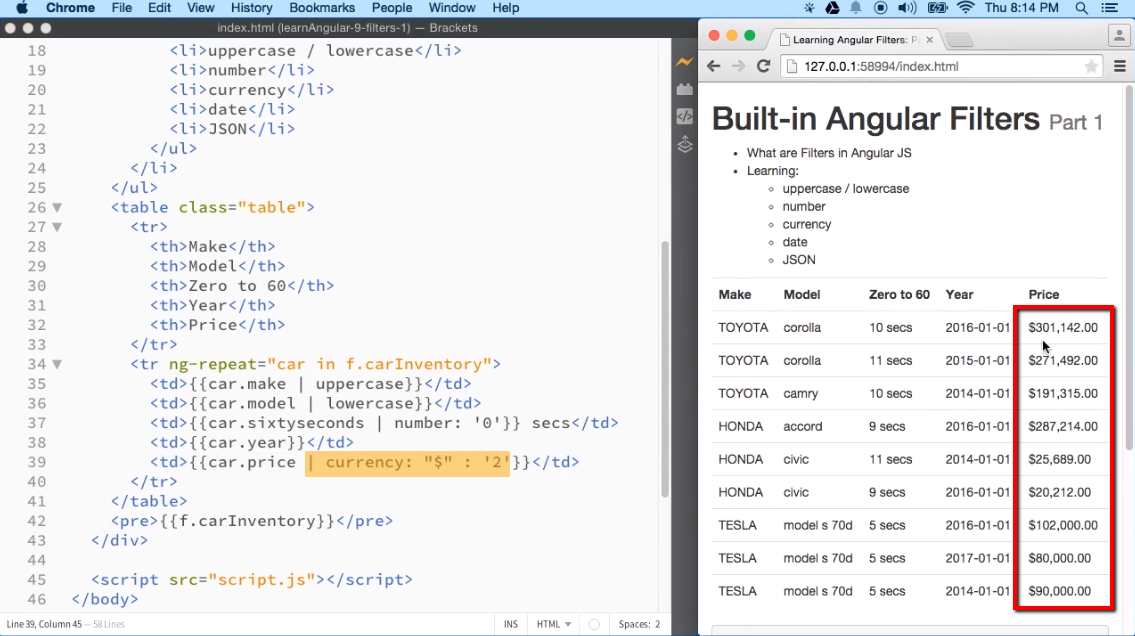 Chrome File Edit View History Bookmarks People Window Help Thu 8:14 PM
index.html (learnAngular-9-filters-1) — Brackets
18 <li>uppercase / lowercase</li>
19 <li>number</li>
20 <li>currency</li>
21 <li>date</li>
22 <li>JSON</li>
23 </ul>
24 </li>
25 </ul>
26 <table class="table">
27 <tr>
28 <th>Make</th>
29 <th>Model</th>
30 <th>Zero to 60</th>
31 <th>Year</th>
32 <th>Price</th>
33 </tr>
34 <tr ng-repeat="car in f.carInventory">
35 <td>{{car.make | uppercase}}</td>
36 <td>{{car.model | lowercase}}</td>
37 <td>{{car.sixtyseconds | number: '0'}} secs</td>
38 <td>{{car.year}}</td>
39 <td>{{car.price | currency: "$" : '2'}}</td>
40 </tr>
41 </table>
42 <pre>{{f.carInventory}}</pre>
43 </div>
44
45 <script src="script.js"></script>
46 </body>
Line 39, Column 45 — 58 Lines
INS HTML Spaces: 2
Learning Angular Filters:
127.0.0.1:58994/index.html
Built-in Angular Filters Part 1
What are Filters in Angular JS
Learning:
uppercase / lowercase
number
currency
date
JSON
Make Model Zero to 60 Year Price
TOYOTA corolla 10 secs 2016-01-01 $301,142.00
TOYOTA corolla 11 secs 2015-01-01 $271,492.00
TOYOTA camry 10 secs 2014-01-01 $191,315.00
HONDA accord 9 secs 2016-01-01 $287,214.00
HONDA civic 11 secs 2014-01-01 $25,689.00
HONDA civic 9 secs 2016-01-01 $20,212.00
TESLA model s 70d 5 secs 2016-01-01 $102,000.00
TESLA model s 70d 5 secs 2017-01-01 $80,000.00
TESLA model s 70d 5 secs 2014-01-01 $90,000.00